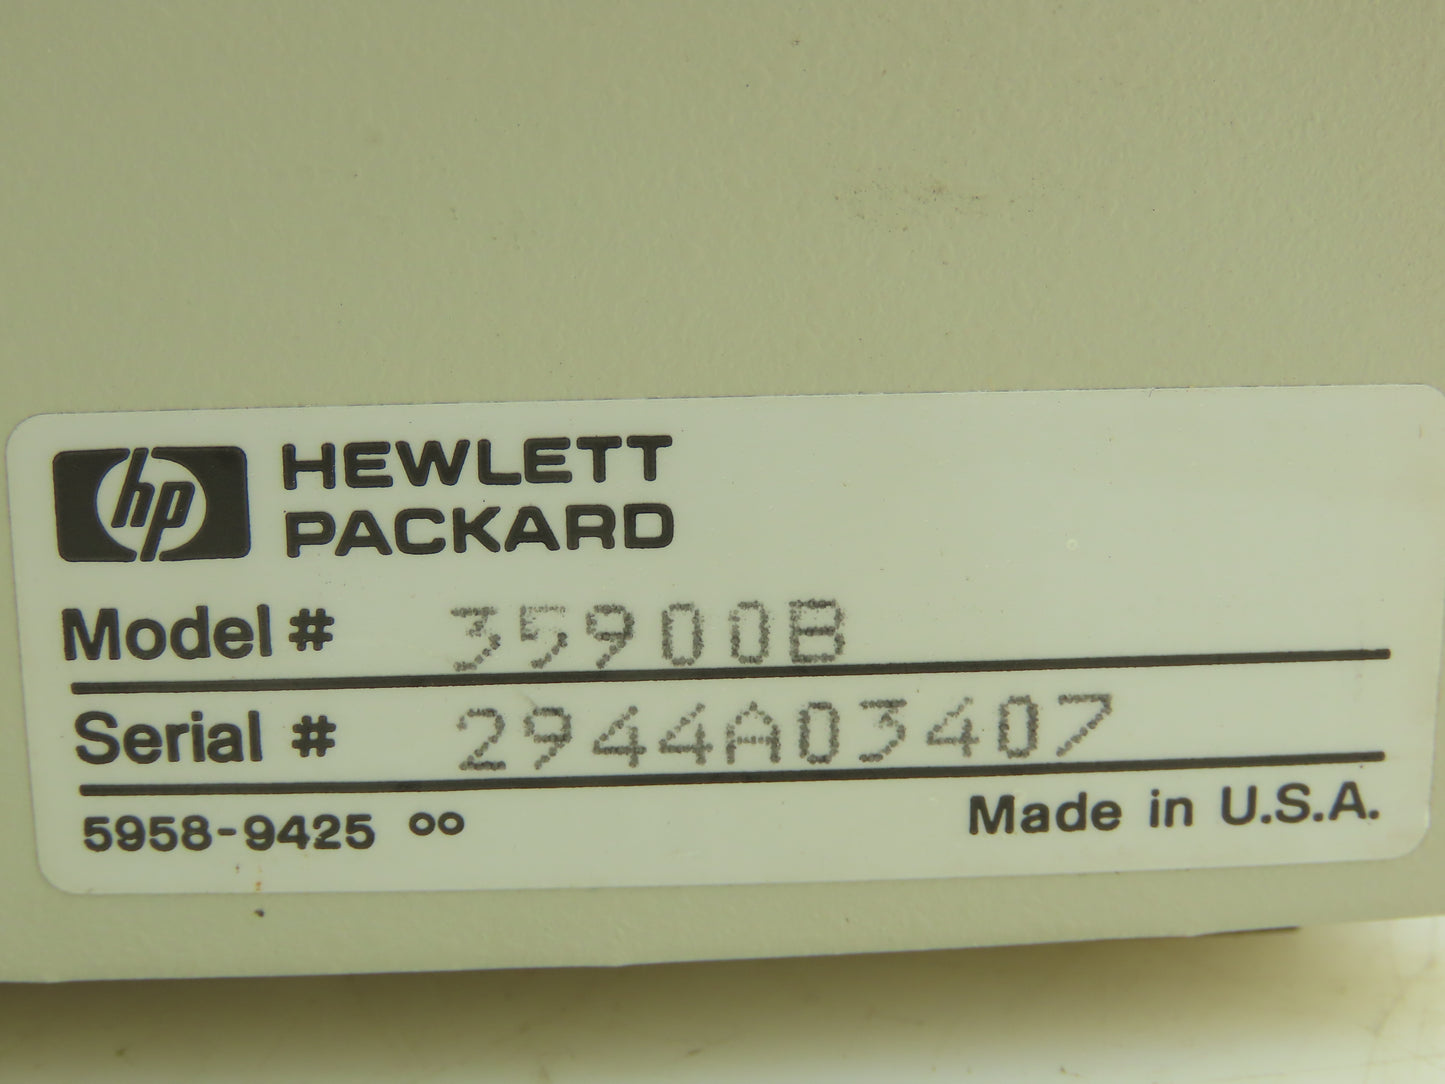 hp HEWLETT
PACKARD
Model # 35900B
Serial # 2944A03407
5958-9425 00
Made in U.S.A.